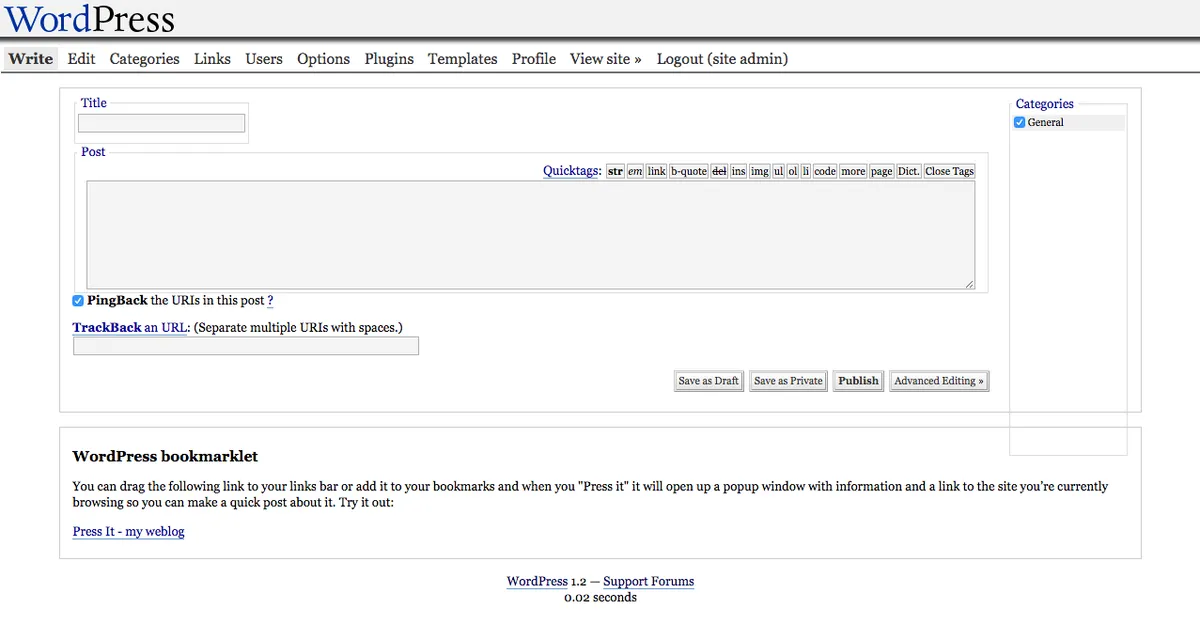 WordPress
Write Edit Categories Links Users Options Plugins Templates Profile View site » Logout (site admin)
Title
Categories
General
Post
Quicktags: str em link b-quote del ins img ul ol li code more page Dict. Close Tags
PingBack the URIs in this post ?
TrackBack an URL: (Separate multiple URIs with spaces.)
Save as Draft Save as Private Publish Advanced Editing »
WordPress bookmarklet
You can drag the following link to your links bar or add it to your bookmarks and when you "Press it" it will open up a popup window with information and a link to the site you’re currently
browsing so you can make a quick post about it. Try it out:
Press It - my weblog
WordPress 1.2 — Support Forums
0.02 seconds